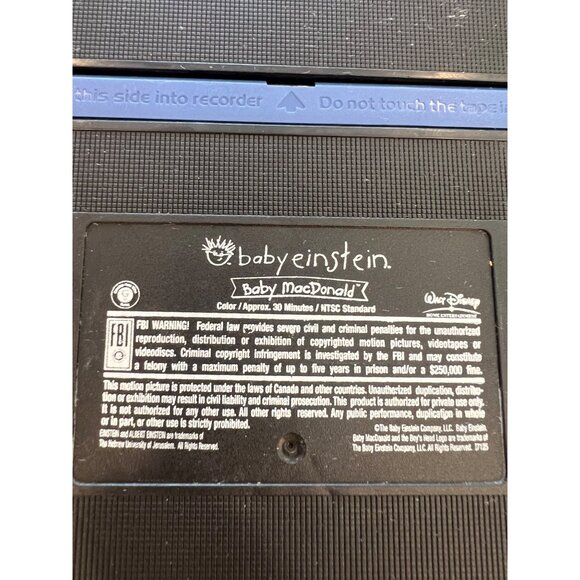 this side into recorder Do not touch the tape in
baby einstein
Baby MacDonald™
Color / Approx. 30 Minutes / NTSC Standard
WALT DISNEY
HOME ENTERTAINMENT
FBI
FBI WARNING! Federal law provides severe civil and criminal penalties for the unauthorized
reproduction, distribution or exhibition of copyrighted motion pictures, videotapes or
videodiscs. Criminal copyright infringement is investigated by the FBI and may constitute
a felony with a maximum penalty of up to five years in prison and/or a $250,000 fine.
This motion picture is protected under the laws of Canada and other countries. Unauthorized duplication, distribu-
tion or exhibition may result in civil liability and criminal prosecution. This product is authorized for private use only.
It is not authorized for any other use. All other rights reserved. Any public performance, duplication in whole
or in part, or other use is strictly prohibited.
EINSTEIN and ALBERT EINSTEIN are trademarks of
The Hebrew University of Jerusalem. All Rights Reserved.
©The Baby Einstein Company, LLC. Baby Einstein,
Baby MacDonald and the Boy's Head Logo are trademarks of
The Baby Einstein Company, LLC. All Rights Reserved. I7125